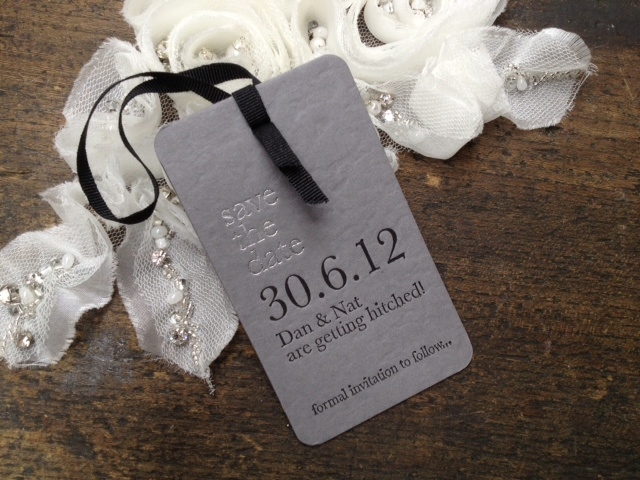 save
the
date
30.6.12
Dan & Nat
are getting hitched!
formal invitation to follow...